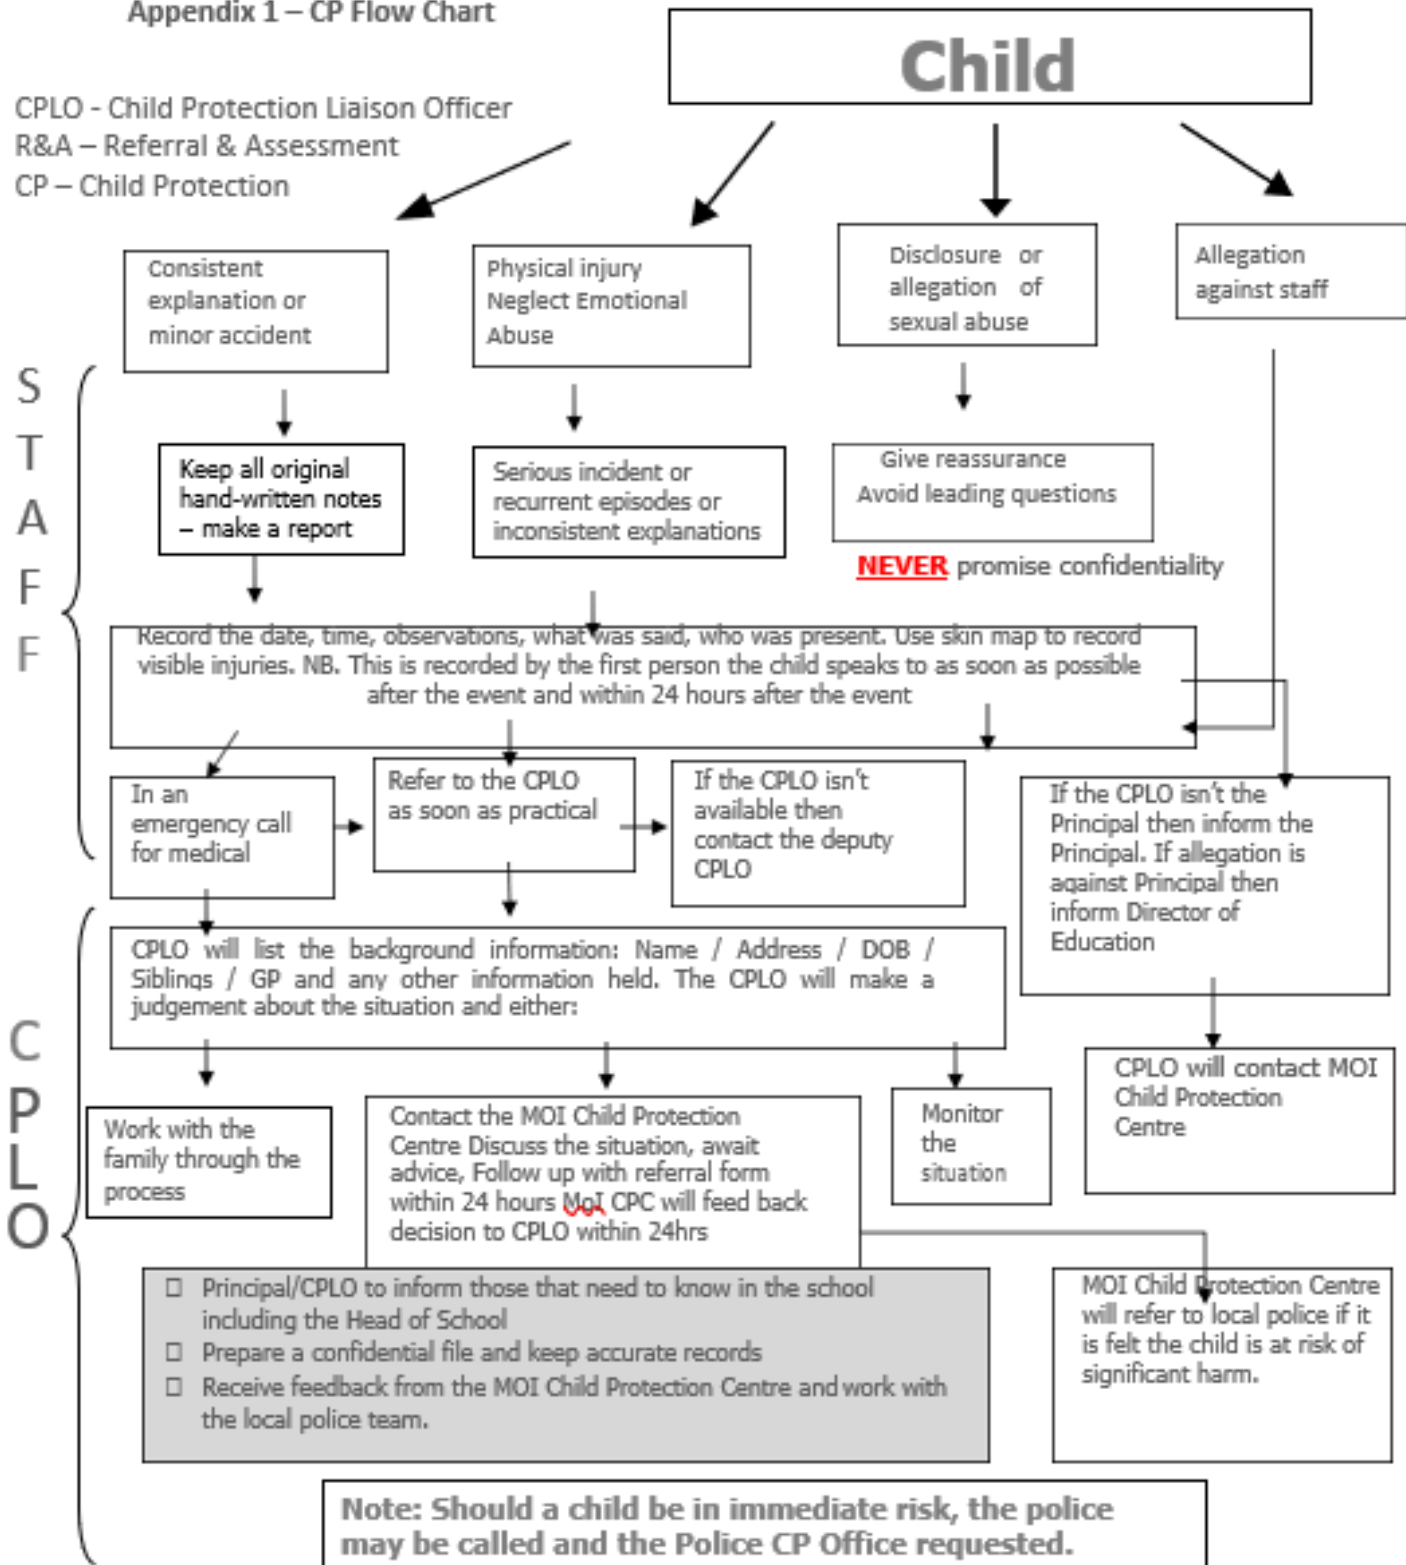 Appendix 1 – CP Flow Chart
Child
CPLO - Child Protection Liaison Officer
R&A – Referral & Assessment
CP – Child Protection
Consistent
explanation or
minor accident
Physical injury
Neglect Emotional
Abuse
Disclosure or
allegation of
sexual abuse
Allegation
against staff
S
T
A
F
F
Keep all original
hand-written notes
– make a report
Serious incident or
recurrent episodes or
inconsistent explanations
Give reassurance
Avoid leading questions
NEVER promise confidentiality
Record the date, time, observations, what was said, who was present. Use skin map to record
visible injuries. NB. This is recorded by the first person the child speaks to as soon as possible
after the event and within 24 hours after the event
In an
emergency call
for medical
Refer to the CPLO
as soon as practical
If the CPLO isn't
available then
contact the deputy
CPLO
If the CPLO isn't the
Principal then inform the
Principal. If allegation is
against Principal then
inform Director of
Education
C
P
L
O
CPLO will list the background information: Name / Address / DOB /
Siblings / GP and any other information held. The CPLO will make a
judgement about the situation and either:
Work with the
family through the
process
Contact the MOI Child Protection
Centre Discuss the situation, await
advice, Follow up with referral form
within 24 hours MoI CPC will feed back
decision to CPLO within 24hrs
Monitor
the
situation
CPLO will contact MOI
Child Protection
Centre
Principal/CPLO to inform those that need to know in the school
including the Head of School
Prepare a confidential file and keep accurate records
Receive feedback from the MOI Child Protection Centre and work with
the local police team.
MOI Child Protection Centre
will refer to local police if it
is felt the child is at risk of
significant harm.
Note: Should a child be in immediate risk, the police
may be called and the Police CP Office requested.